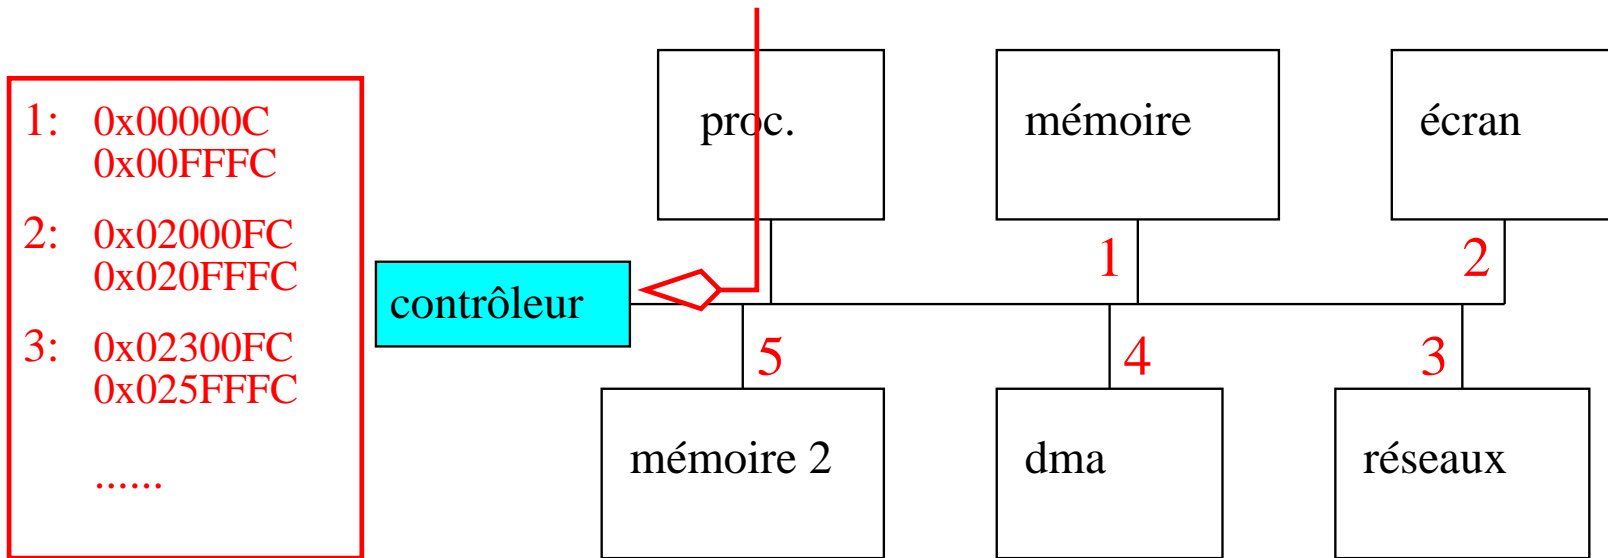 1: 0x00000C
0x00FFFC
2: 0x02000FC
0x020FFFC
3: 0x02300FC
0x025FFFC
......
contrôleur
proc.
mémoire
écran
1
2
5
4
3
mémoire 2
dma
réseaux